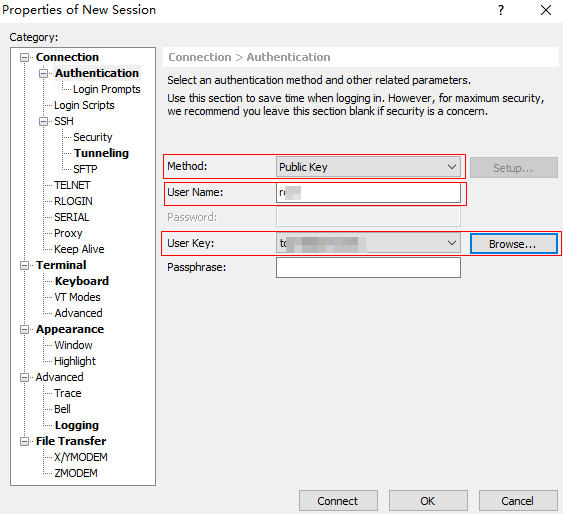 Properties of New Session
?
Category:
Connection
Authentication
Login Prompts
Login Scripts
SSH
Security
Tunneling
SFTP
TELNET
RLOGIN
SERIAL
Proxy
Keep Alive
Terminal
Keyboard
VT Modes
Advanced
Appearance
Window
Highlight
Advanced
Trace
Bell
Logging
File Transfer
X/YMODEM
ZMODEM
Connection > Authentication
Select an authentication method and other related parameters.
Use this section to save time when logging in. However, for maximum security,
we recommend you leave this section blank if security is a concern.
Method:
Public Key
Setup...
User Name:
Password:
User Key:
Browse...
Passphrase:
Connect
OK
Cancel